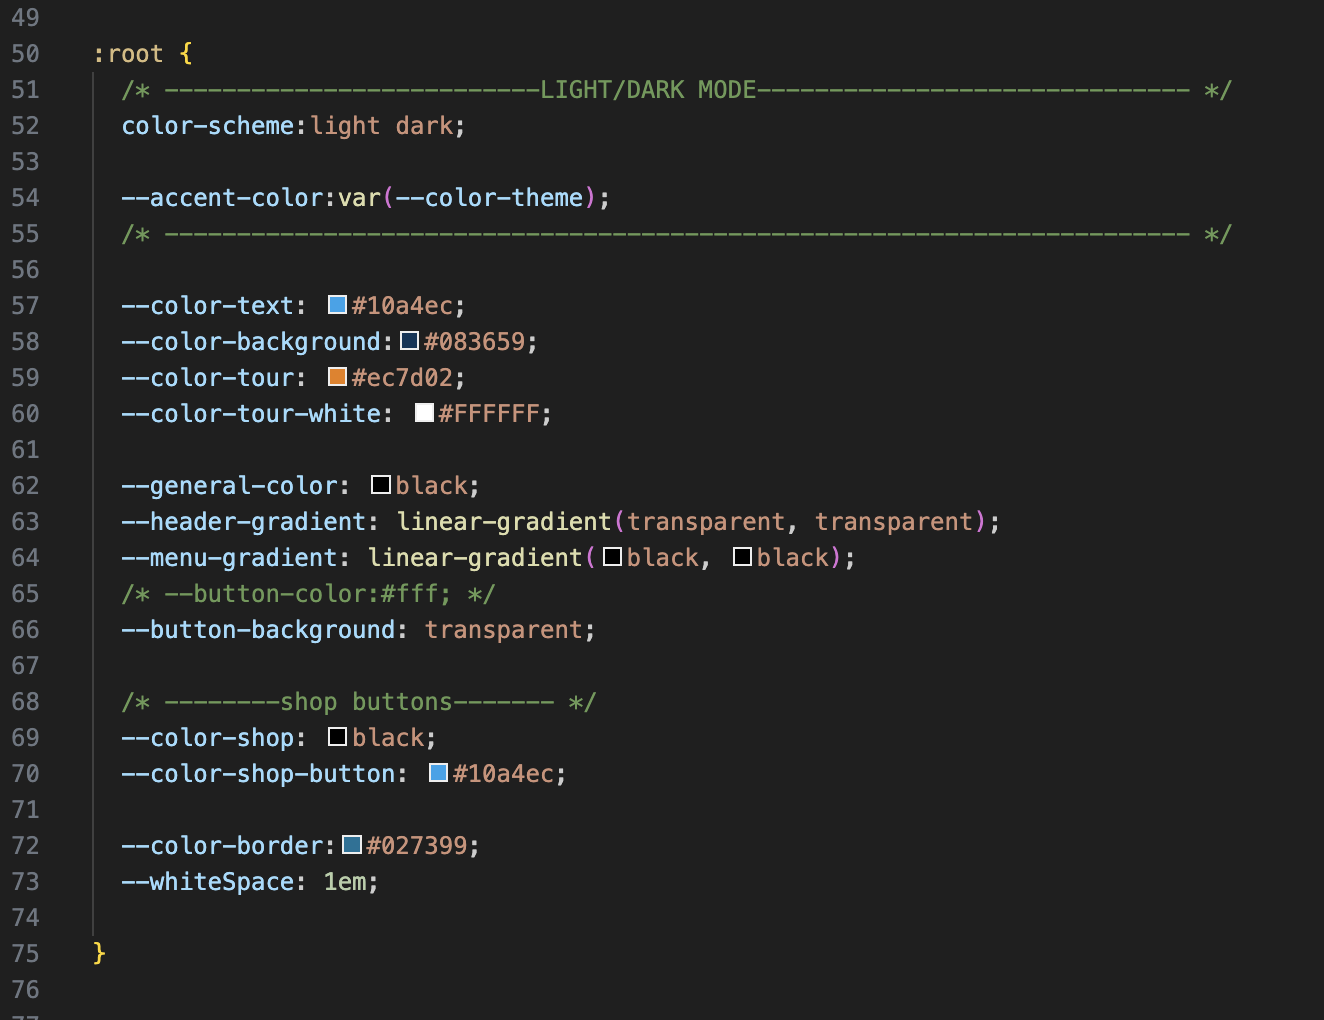 49
50 :root {
51 /* --------------------------LIGHT/DARK MODE------------------------------ */
52 color-scheme:light dark;
53
54 --accent-color:var(--color-theme);
55 /* ----------------------------------------------------------------------- */
56
57 --color-text: #10a4ec;
58 --color-background:#083659;
59 --color-tour: #ec7d02;
60 --color-tour-white: #FFFFFF;
61
62 --general-color: black;
63 --header-gradient: linear-gradient(transparent, transparent);
64 --menu-gradient: linear-gradient(black, black);
65 /* --button-color:#fff; */
66 --button-background: transparent;
67
68 /* --------shop buttons------- */
69 --color-shop: black;
70 --color-shop-button: #10a4ec;
71
72 --color-border:#027399;
73 --whiteSpace: 1em;
74
75 }
76